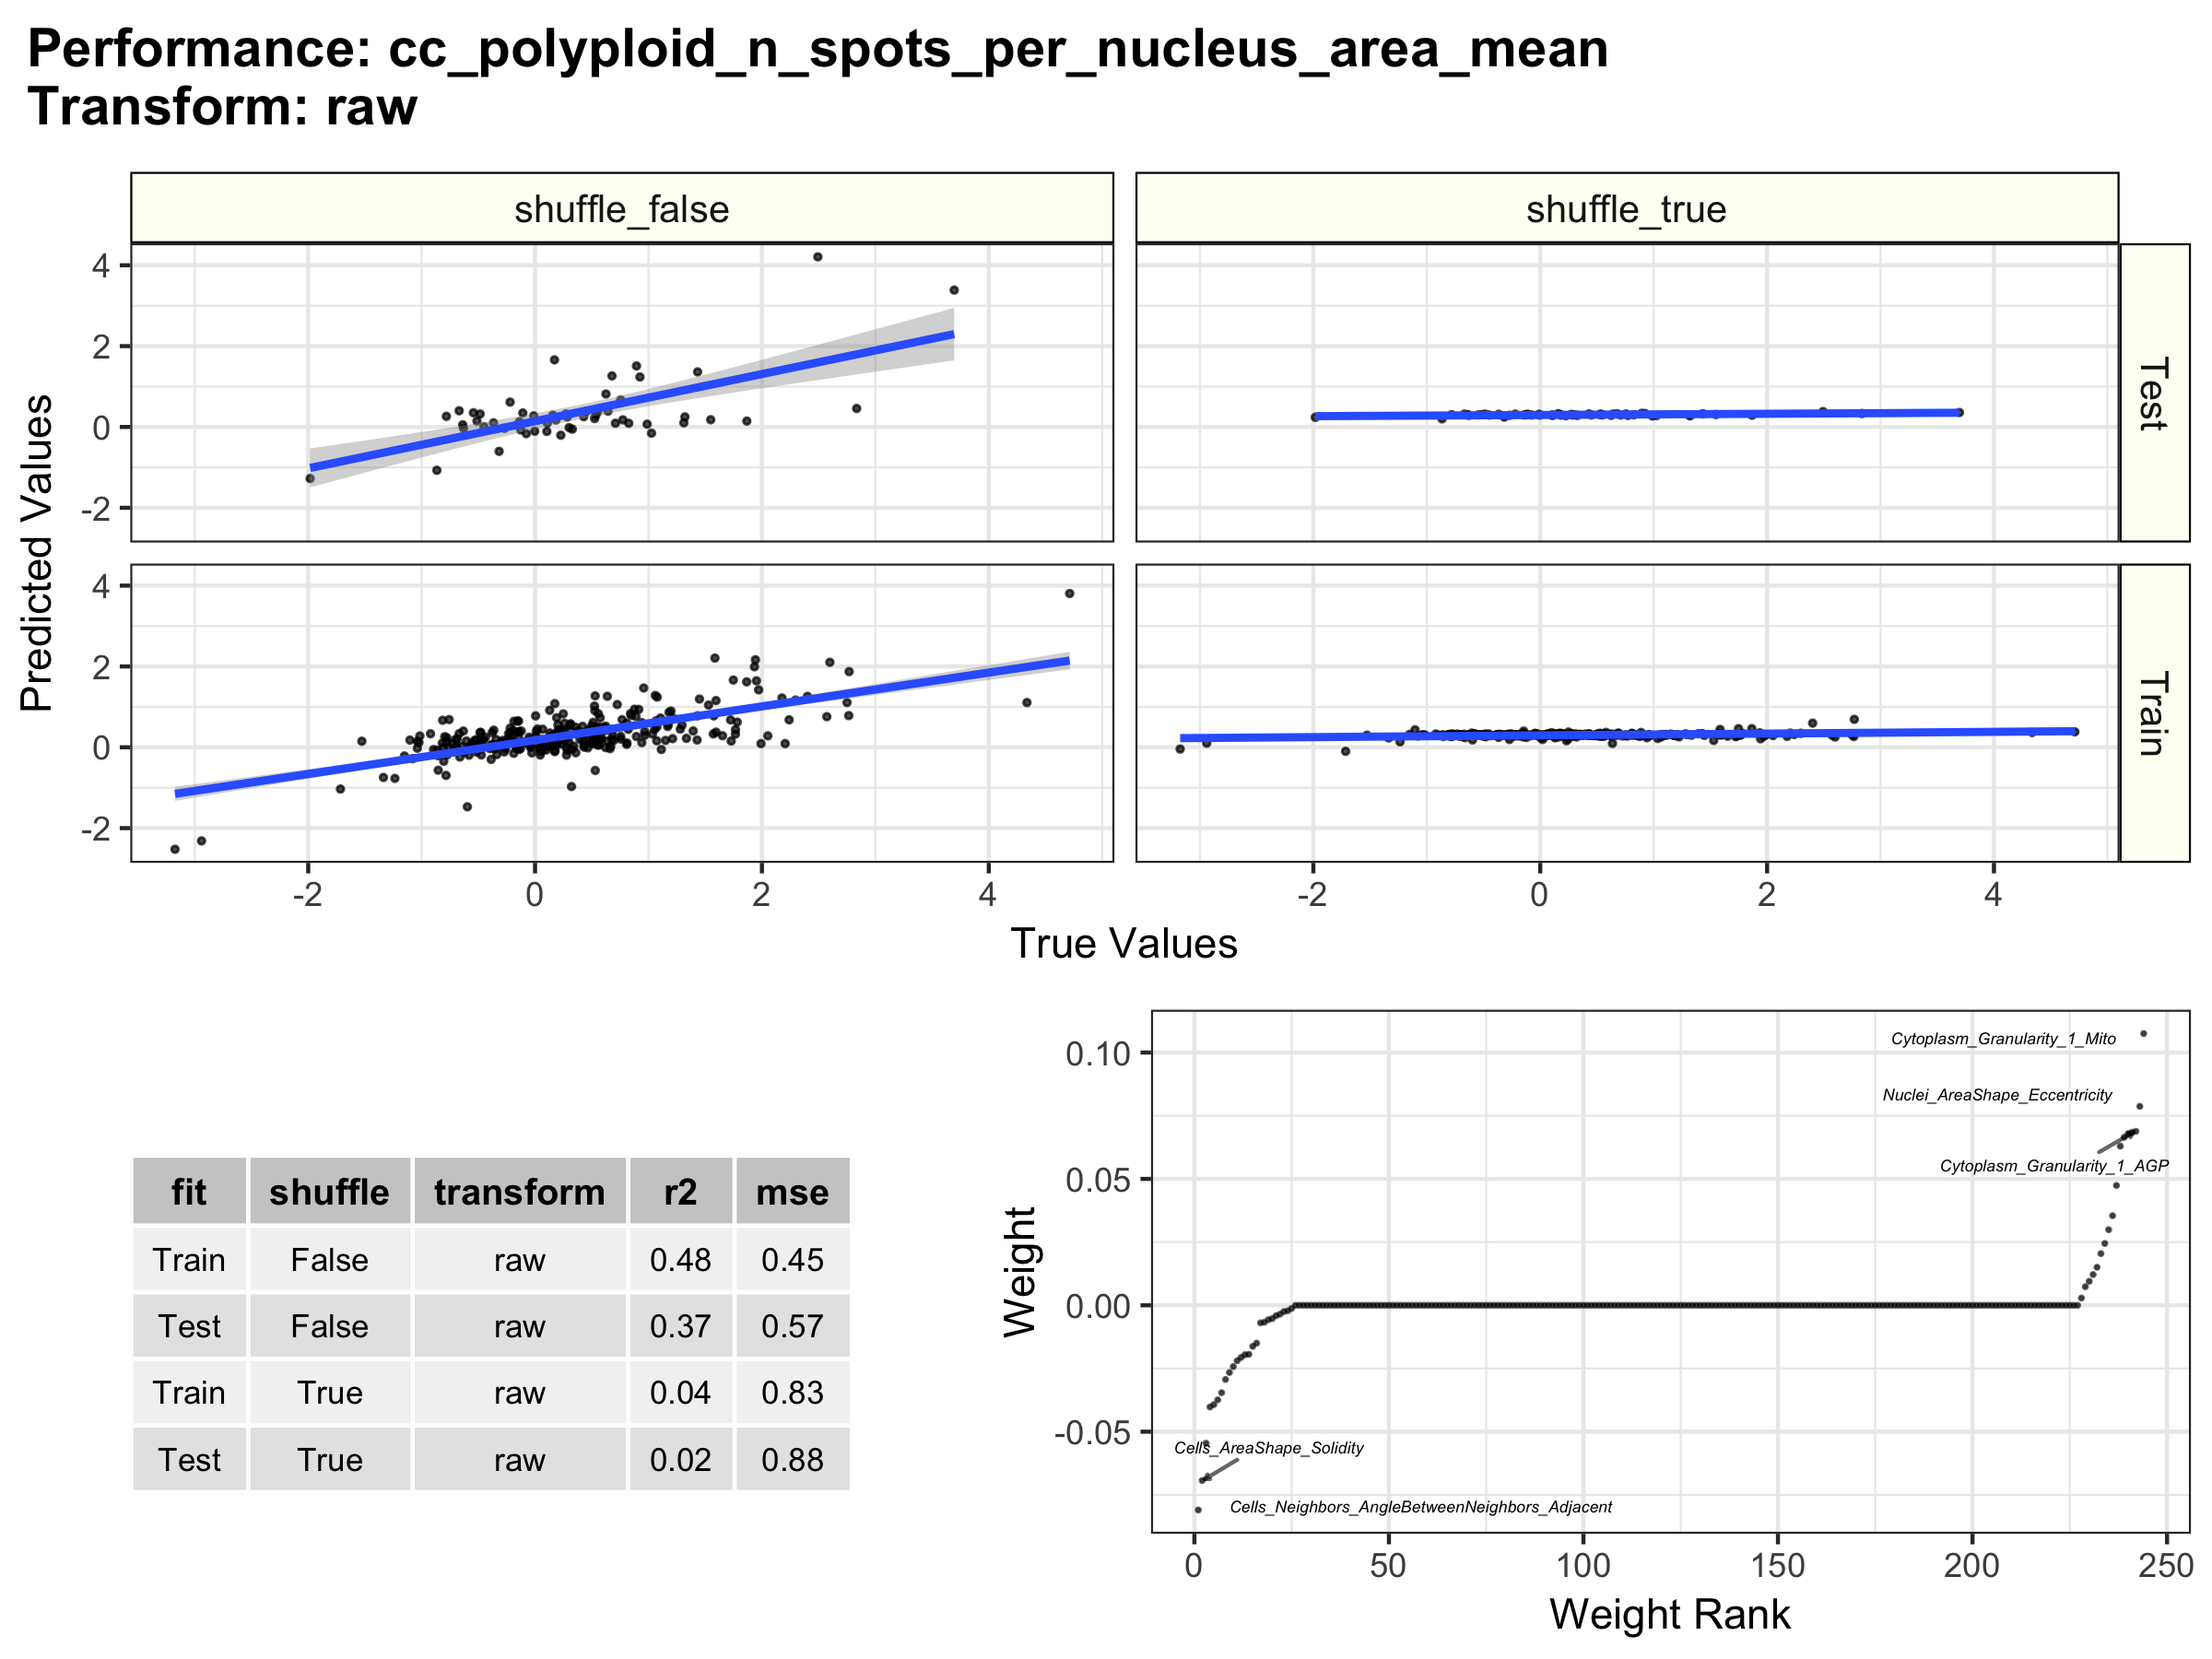 Performance: cc_polyploid_n_spots_per_nucleus_area_mean
Transform: raw
shuffle_false
shuffle_true
4
2
0
-2
Test
4
2
0
-2
Train
Predicted Values
-2
0
2
4
-2
0
2
4
True Values
fit shuffle transform r2 mse
Train False raw 0.48 0.45
Test False raw 0.37 0.57
Train True raw 0.04 0.83
Test True raw 0.02 0.88
Weight
0.10
0.05
0.00
-0.05
Cytoplasm_Granularity_1_Mito
Nuclei_AreaShape_Eccentricity
Cytoplasm_Granularity_1_AGP
Cells_AreaShape_Solidity
Cells_Neighbors_AngleBetweenNeighbors_Adjacent
0
50
100
150
200
250
Weight Rank